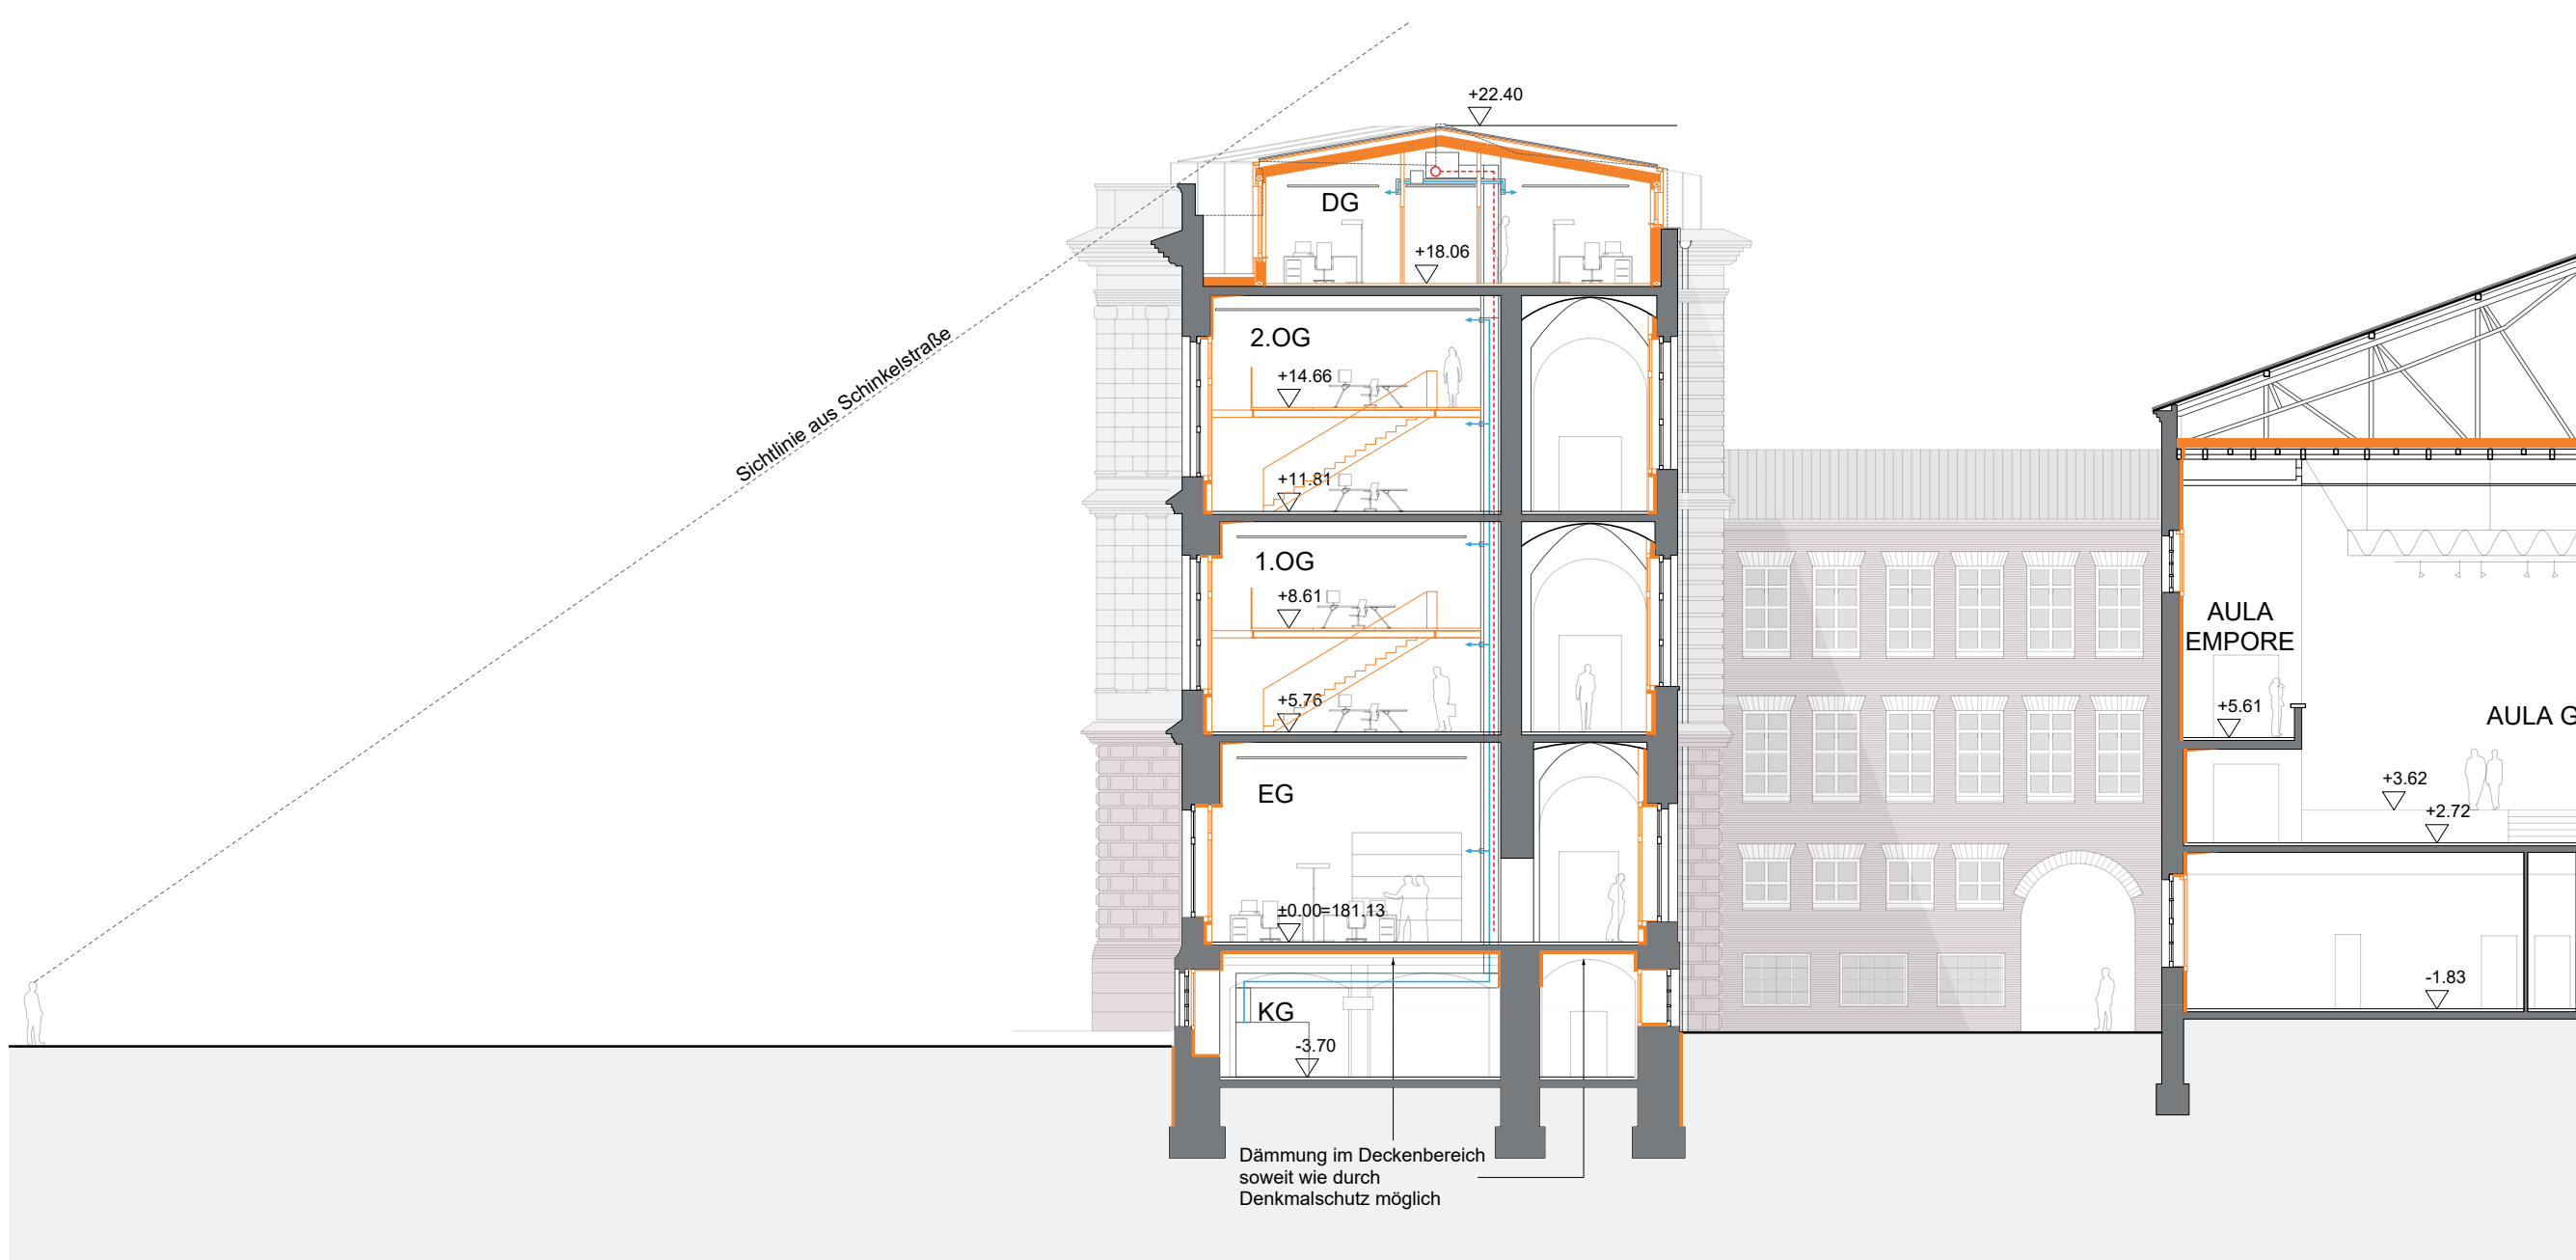 +22.40
DG
+18.06
Sichtlinie aus Schinkelstraße
2.OG
+14.66
+11.81
1.OG
+8.61
+5.76
EG
±0.00=181.13
KG
-3.70
Dämmung im Deckenbereich
soweit wie durch
Denkmalschutz möglich
AULA
EMPORE
+5.61
AULA G
+3.62
+2.72
-1.83